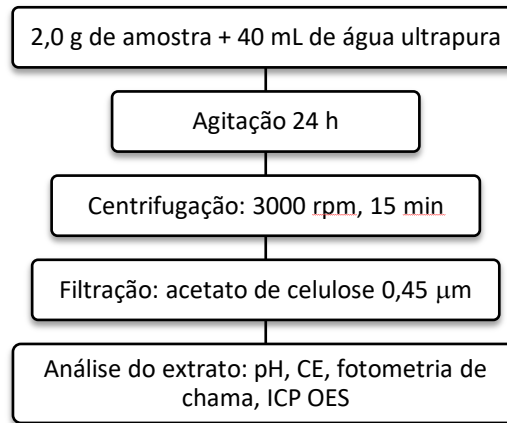 2,0 g de amostra + 40 mL de água ultrapura
Agitação 24 h
Centrifugação: 3000 rpm, 15 min
Filtração: acetato de celulose 0,45 μm
Análise do extrato: pH, CE, fotometria de
chama, ICP OES